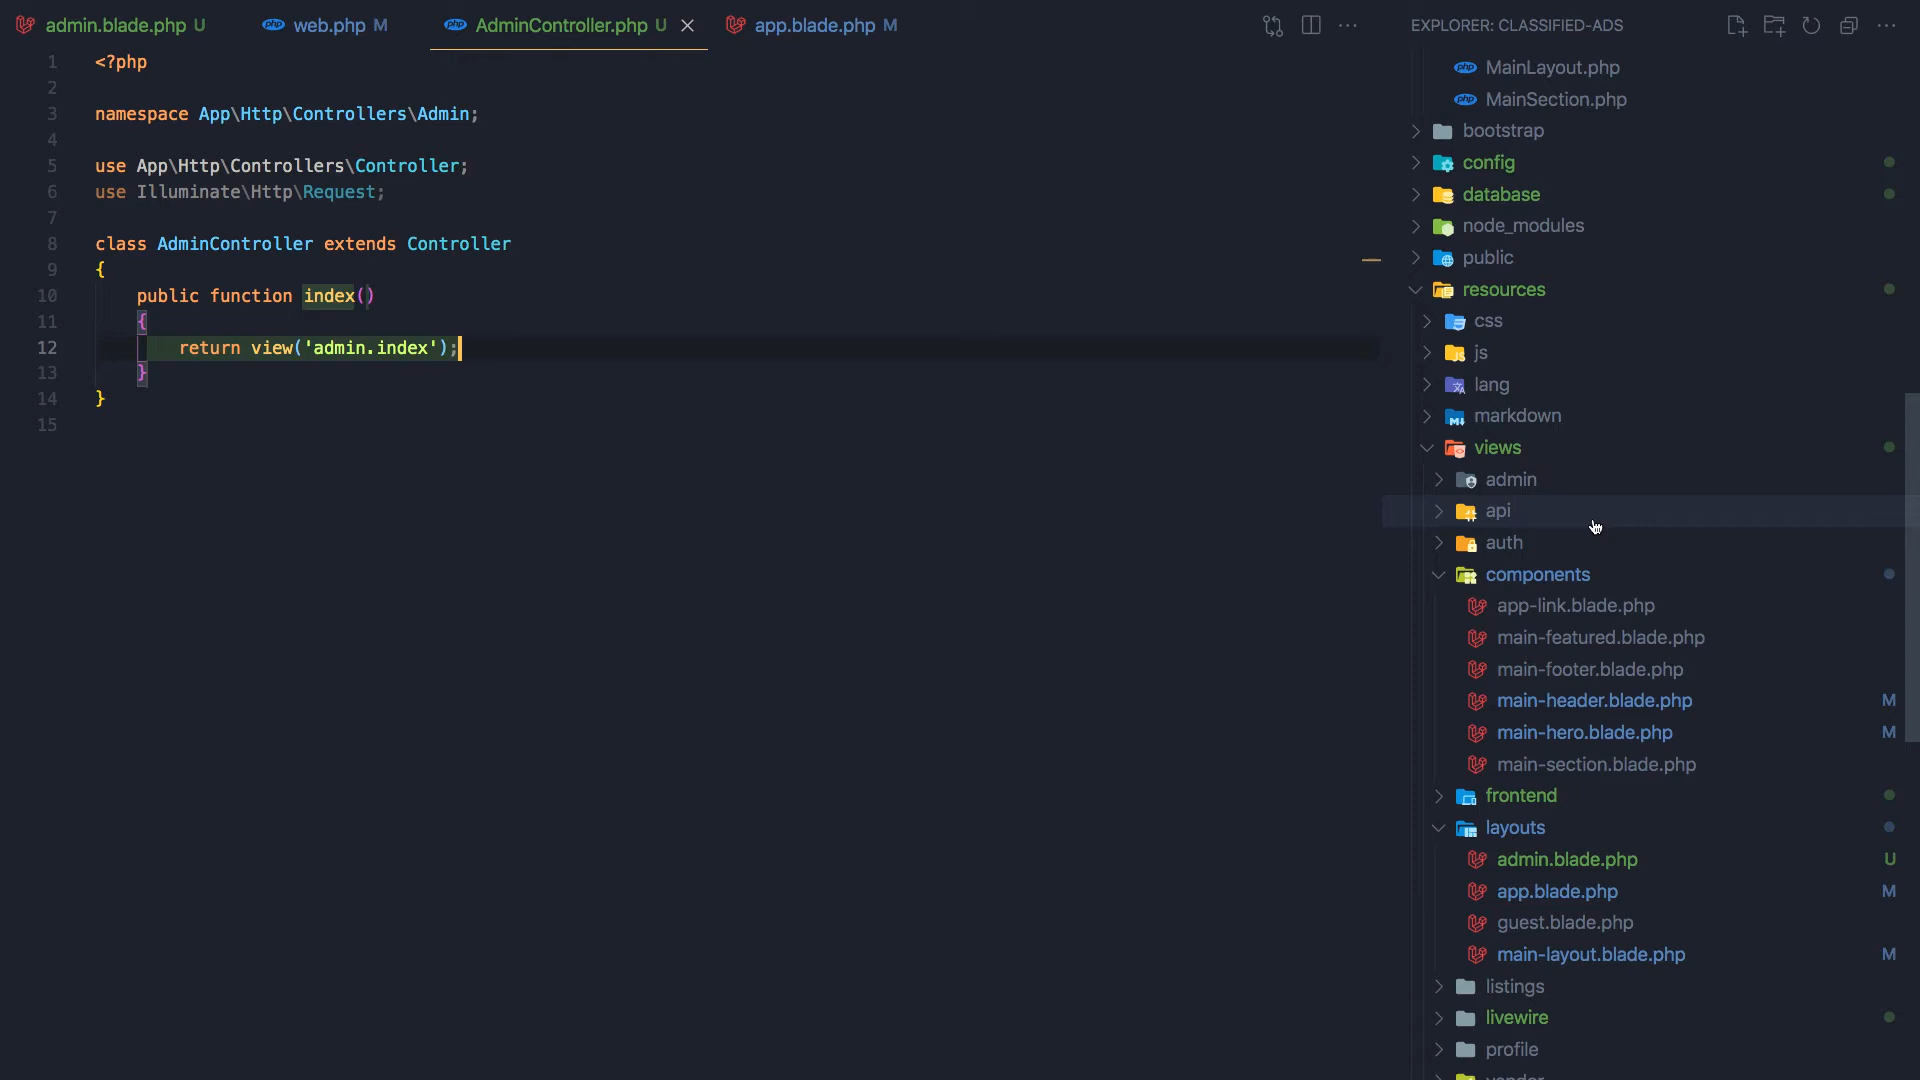 admin.blade.php U
web.php M
AdminController.php U
app.blade.php M
1 <?php
2
3 namespace App\Http\Controllers\Admin;
4
5 use App\Http\Controllers\Controller;
6 use Illuminate\Http\Request;
7
8 class AdminController extends Controller
9 {
10 public function index()
11 {
12 return view('admin.index');
13 }
14 }
15
EXPLORER: CLASSIFIED-ADS
php MainLayout.php
php MainSection.php
bootstrap
config
database
node_modules
public
resources
css
js
lang
markdown
views
admin
api
auth
components
app-link.blade.php
main-featured.blade.php
main-footer.blade.php
main-header.blade.php M
main-hero.blade.php M
main-section.blade.php
frontend
layouts
admin.blade.php U
app.blade.php M
guest.blade.php
main-layout.blade.php M
listings
livewire
profile